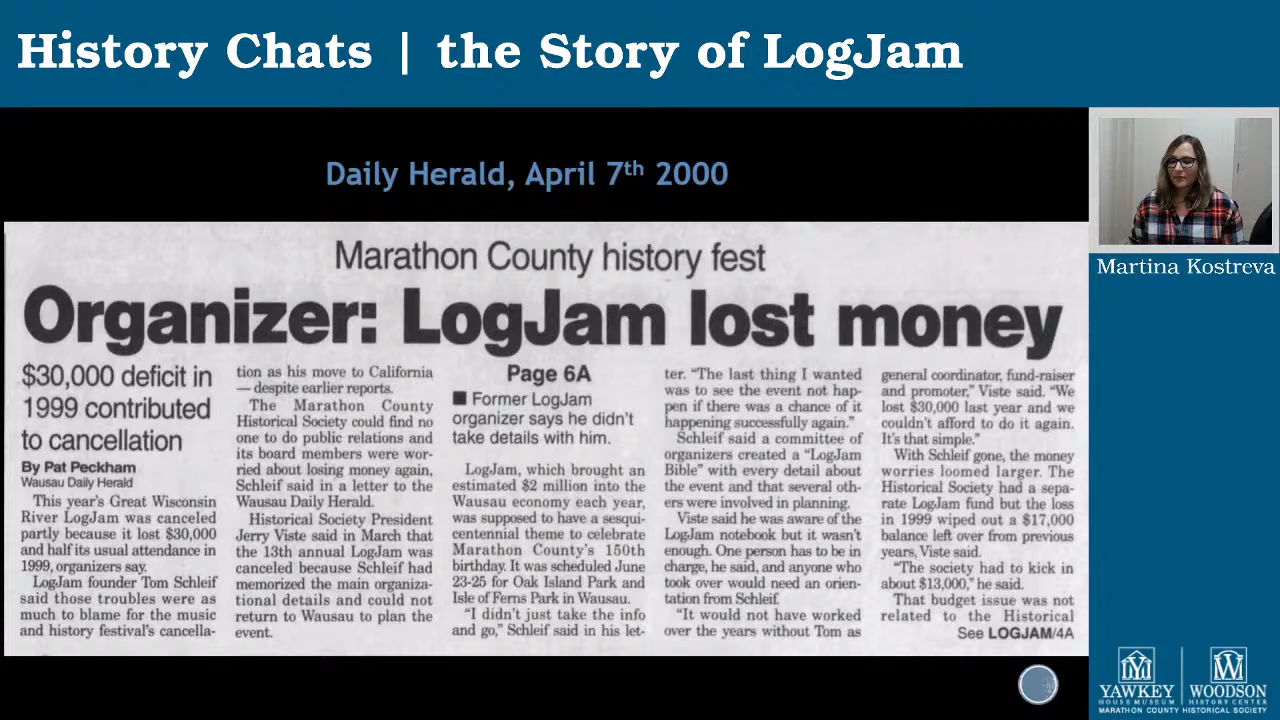 History Chats | the Story of LogJam
Daily Herald, April 7th 2000
Marathon County history fest
Organizer: LogJam lost money
$30,000 deficit in
1999 contributed
to cancellation
By Pat Peckham
Wausau Daily Herald
This year's Great Wisconsin
River LogJam was canceled
partly because it lost $30,000
and half its usual attendance in
1999, organizers say.
LogJam founder Tom Schleif
said those troubles were as
much to blame for the music
and history festival's cancella-
tion as his move to California
— despite earlier reports.
The Marathon County
Historical Society could find no
one to do public relations and
its board members were wor-
ried about losing money again,
Schleif said in a letter to the
Wausau Daily Herald.
Historical Society President
Jerry Viste said in March that
the 13th annual LogJam was
canceled because Schleif had
memorized the main organiza-
tional details and could not
return to Wausau to plan the
event.
Page 6A
■ Former LogJam
organizer says he didn't
take details with him.
LogJam, which brought an
estimated $2 million into the
Wausau economy each year,
was supposed to have a sesqui-
centennial theme to celebrate
Marathon County's 150th
birthday. It was scheduled June
23-25 for Oak Island Park and
Isle of Ferns Park in Wausau.
"I didn't just take the info
and go," Schleif said in his let-
ter. "The last thing I wanted
was to see the event not hap-
pen if there was a chance of it
happening successfully again."
Schleif said a committee of
organizers created a "LogJam
Bible" with every detail about
the event and that several oth-
ers were involved in planning.
Viste said he was aware of the
LogJam notebook but it wasn't
enough. One person has to be in
charge, he said, and anyone who
took over would need an orien-
tation from Schleif.
"It would not have worked
over the years without Tom as
general coordinator, fund-raiser
and promoter," Viste said. "We
lost $30,000 last year and we
couldn't afford to do it again.
It's that simple."
With Schleif gone, the money
worries loomed larger. The
Historical Society had a sepa-
rate LogJam fund but the loss
in 1999 wiped out a $17,000
balance left over from previous
years, Viste said.
"The society had to kick in
about $13,000," he said.
That budget issue was not
related to the Historical
See LOGJAM/4A
Martina Kostreva
YAWKEY
HOUSE MUSEUM
WOODSON
HISTORY CENTER
MARATHON COUNTY HISTORICAL SOCIETY